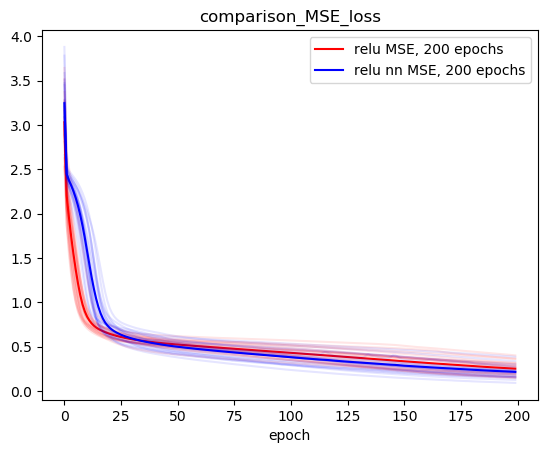 comparison_MSE_loss
relu MSE, 200 epochs
relu nn MSE, 200 epochs
4.0
3.5
3.0
2.5
2.0
1.5
1.0
0.5
0.0
0 25 50 75 100 125 150 175 200
epoch